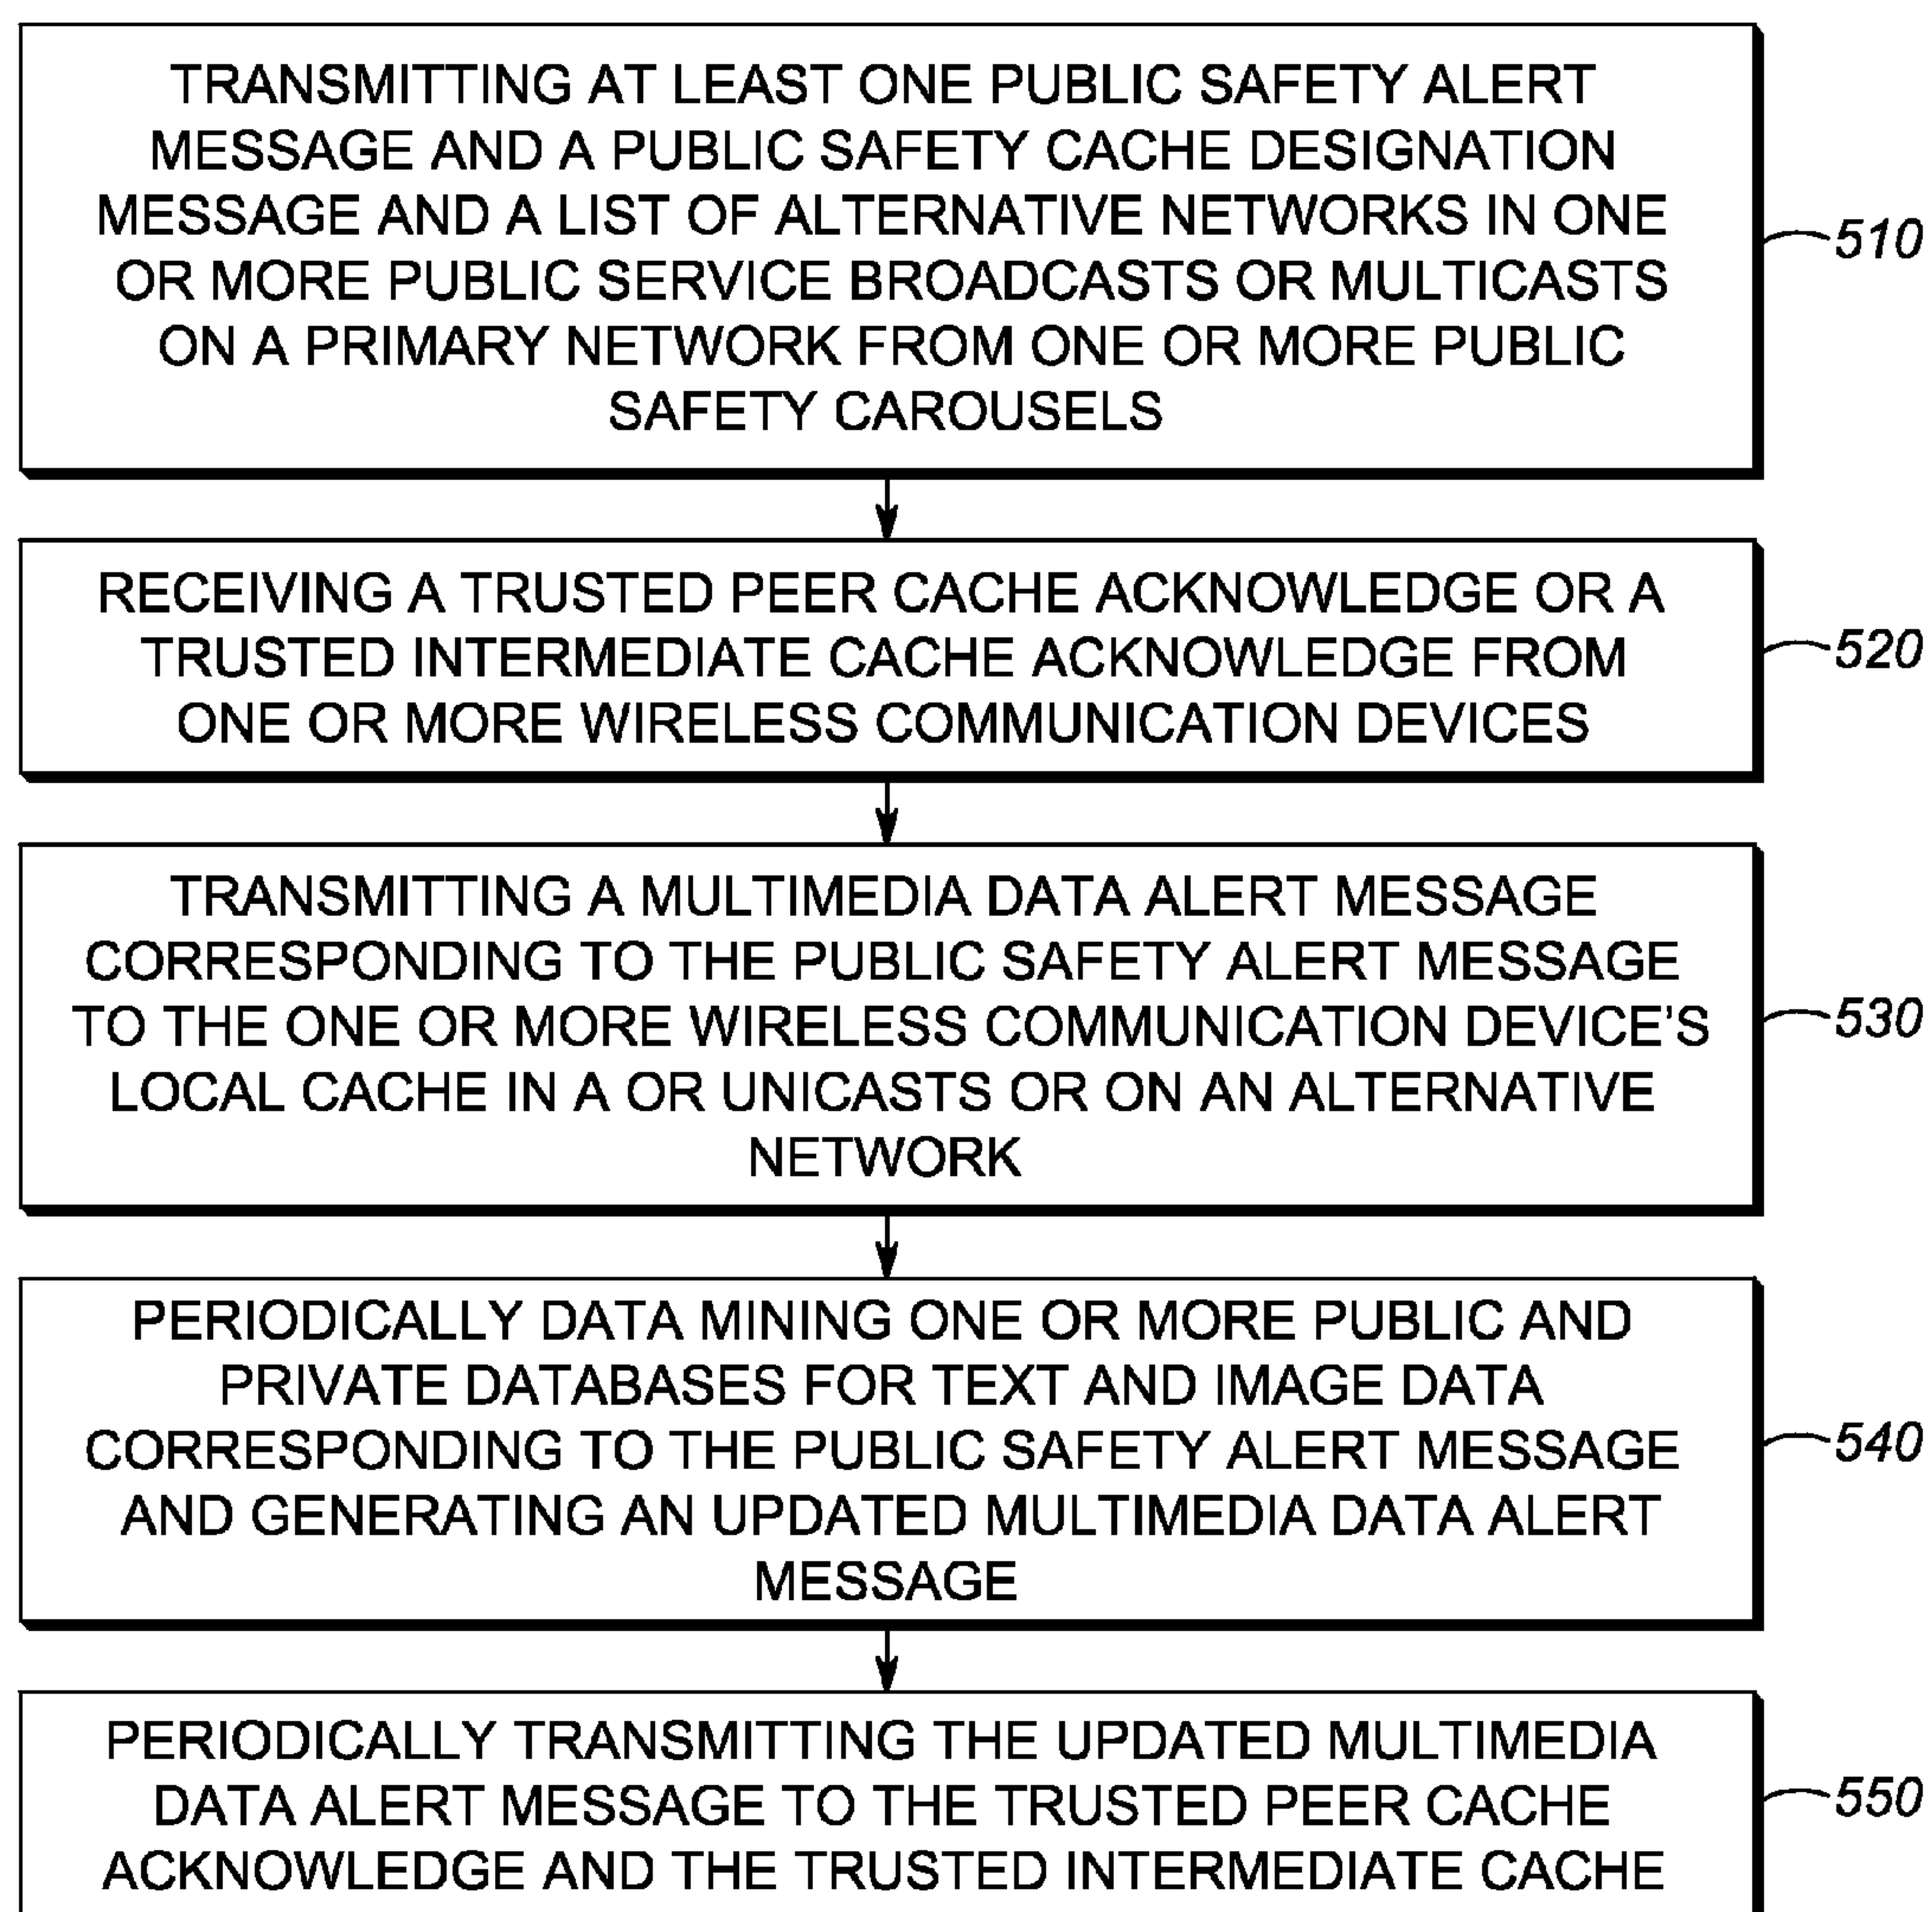 TRANSMITTING AT LEAST ONE PUBLIC SAFETY ALERT
MESSAGE AND A PUBLIC SAFETY CACHE DESIGNATION
MESSAGE AND A LIST OF ALTERNATIVE NETWORKS IN ONE
OR MORE PUBLIC SERVICE BROADCASTS OR MULTICASTS
ON A PRIMARY NETWORK FROM ONE OR MORE PUBLIC
SAFETY CAROUSELS
510
RECEIVING A TRUSTED PEER CACHE ACKNOWLEDGE OR A
TRUSTED INTERMEDIATE CACHE ACKNOWLEDGE FROM
ONE OR MORE WIRELESS COMMUNICATION DEVICES
520
TRANSMITTING A MULTIMEDIA DATA ALERT MESSAGE
CORRESPONDING TO THE PUBLIC SAFETY ALERT MESSAGE
TO THE ONE OR MORE WIRELESS COMMUNICATION DEVICE'S
LOCAL CACHE IN A OR UNICASTS OR ON AN ALTERNATIVE
NETWORK
530
PERIODICALLY DATA MINING ONE OR MORE PUBLIC AND
PRIVATE DATABASES FOR TEXT AND IMAGE DATA
CORRESPONDING TO THE PUBLIC SAFETY ALERT MESSAGE
AND GENERATING AN UPDATED MULTIMEDIA DATA ALERT
MESSAGE
540
PERIODICALLY TRANSMITTING THE UPDATED MULTIMEDIA
DATA ALERT MESSAGE TO THE TRUSTED PEER CACHE
ACKNOWLEDGE AND THE TRUSTED INTERMEDIATE CACHE
550